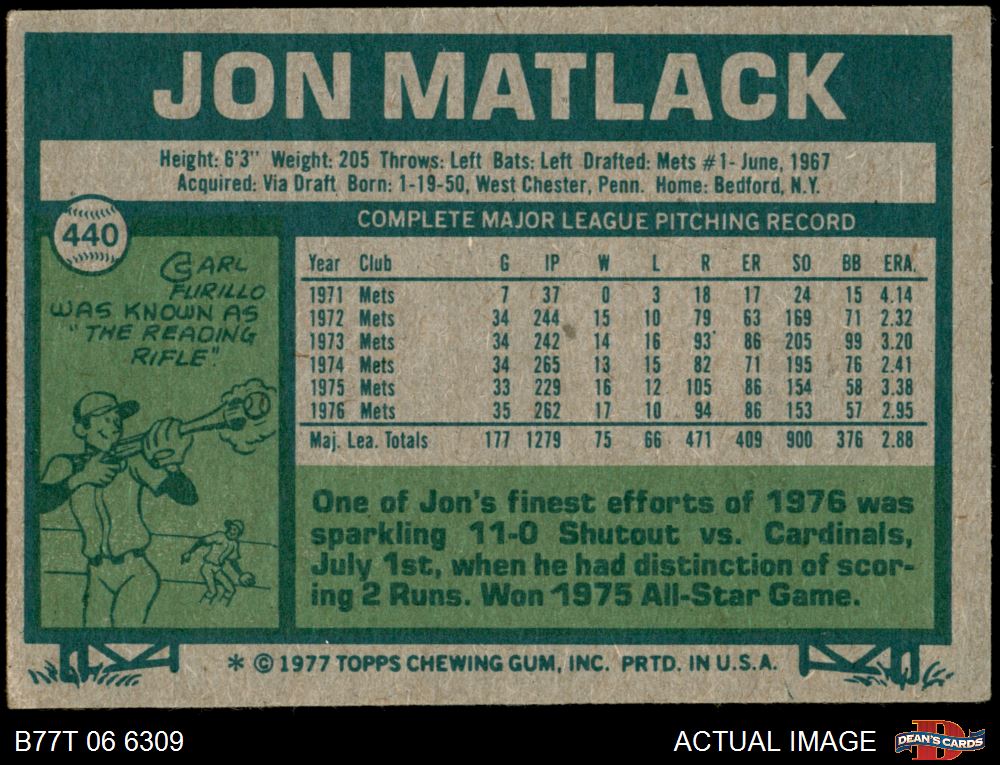 JON MATLACK
Height: 6'3" Weight: 205 Throws: Left Bats: Left Drafted: Mets #1-June, 1967
Acquired: Via Draft Born: 1-19-50, West Chester, Penn. Home: Bedford, N.Y.
440
CARL
FURILLO
WAS KNOWN AS
"THE READING
RIFLE."
COMPLETE MAJOR LEAGUE PITCHING RECORD
Year Club G IP W L R ER SO BB ERA.
1971 Mets 7 37 0 3 18 17 24 15 4.14
1972 Mets 34 244 15 10 79 63 169 71 2.32
1973 Mets 34 242 14 16 93 86 205 99 3.20
1974 Mets 34 265 13 15 82 71 195 76 2.41
1975 Mets 33 229 16 12 105 86 154 58 3.38
1976 Mets 35 262 17 10 94 86 153 57 2.95
Maj. Lea. Totals 177 1279 75 66 471 409 900 376 2.88
One of Jon's finest efforts of 1976 was
sparkling 11-0 Shutout vs. Cardinals,
July 1st, when he had distinction of scor-
ing 2 Runs. Won 1975 All-Star Game.
* © 1977 TOPPS CHEWING GUM, INC. PRTD. IN U.S.A.
B77T 06 6309
ACTUAL IMAGE
D
DEAN'S CARDS